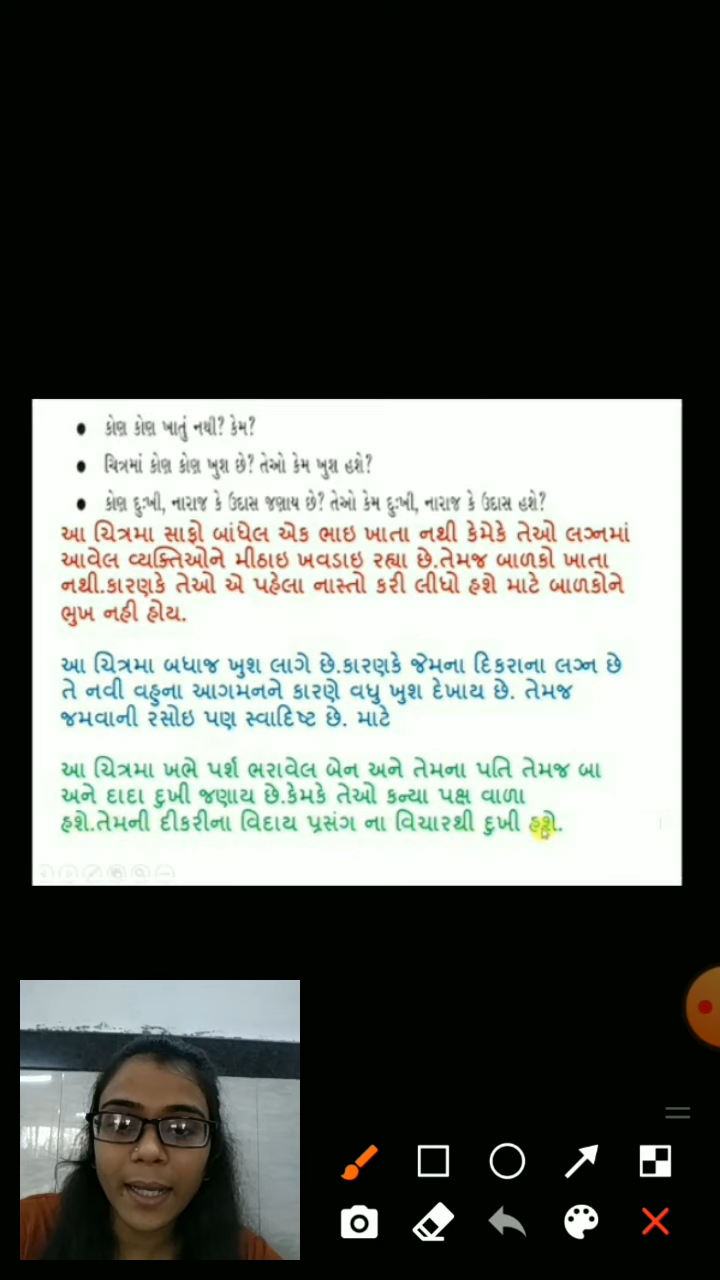 કોણ કોણ ખાતું નથી? કેમ?
ચિત્રમાં કોણ કોણ ખુશ છે? તેઓ કેમ ખુશ હશે?
કોણ દુઃખી, નારાજ કે ઉદાસ જણાય છે? તેઓ કેમ દુઃખી, નારાજ કે ઉદાસ હશે?
આ ચિત્રમા સાફો બાંધેલ એક ભાઇ ખાતા નથી કેમેકે તેઓ લગ્નમાં
આવેલ વ્યક્તિઓને મીઠાઇ ખવડાઇ રહ્યા છે.તેમજ બાળકો ખાતા
નથી.કારણકે તેઓ એ પહેલા નાસ્તો કરી લીધો હશે માટે બાળકોને
ભુખ નહી હોય.
આ ચિત્રમા બધાજ ખુશ લાગે છે.કારણકે જેમના દિકરાના લગ્ન છે
તે નવી વહુના આગમનને કારણે વધુ ખુશ દેખાય છે. તેમજ
જમવાની રસોઇ પણ સ્વાદિષ્ટ છે. માટે
આ ચિત્રમા ખભે પર્શ ભરાવેલ બેન અને તેમના પતિ તેમજ બા
અને દાદા દુખી જણાય છે.કેમકે તેઓ કન્યા પક્ષ વાળા
હશે.તેમની દીકરીના વિદાય પ્રસંગ ના વિચારથી દુખી હશે.